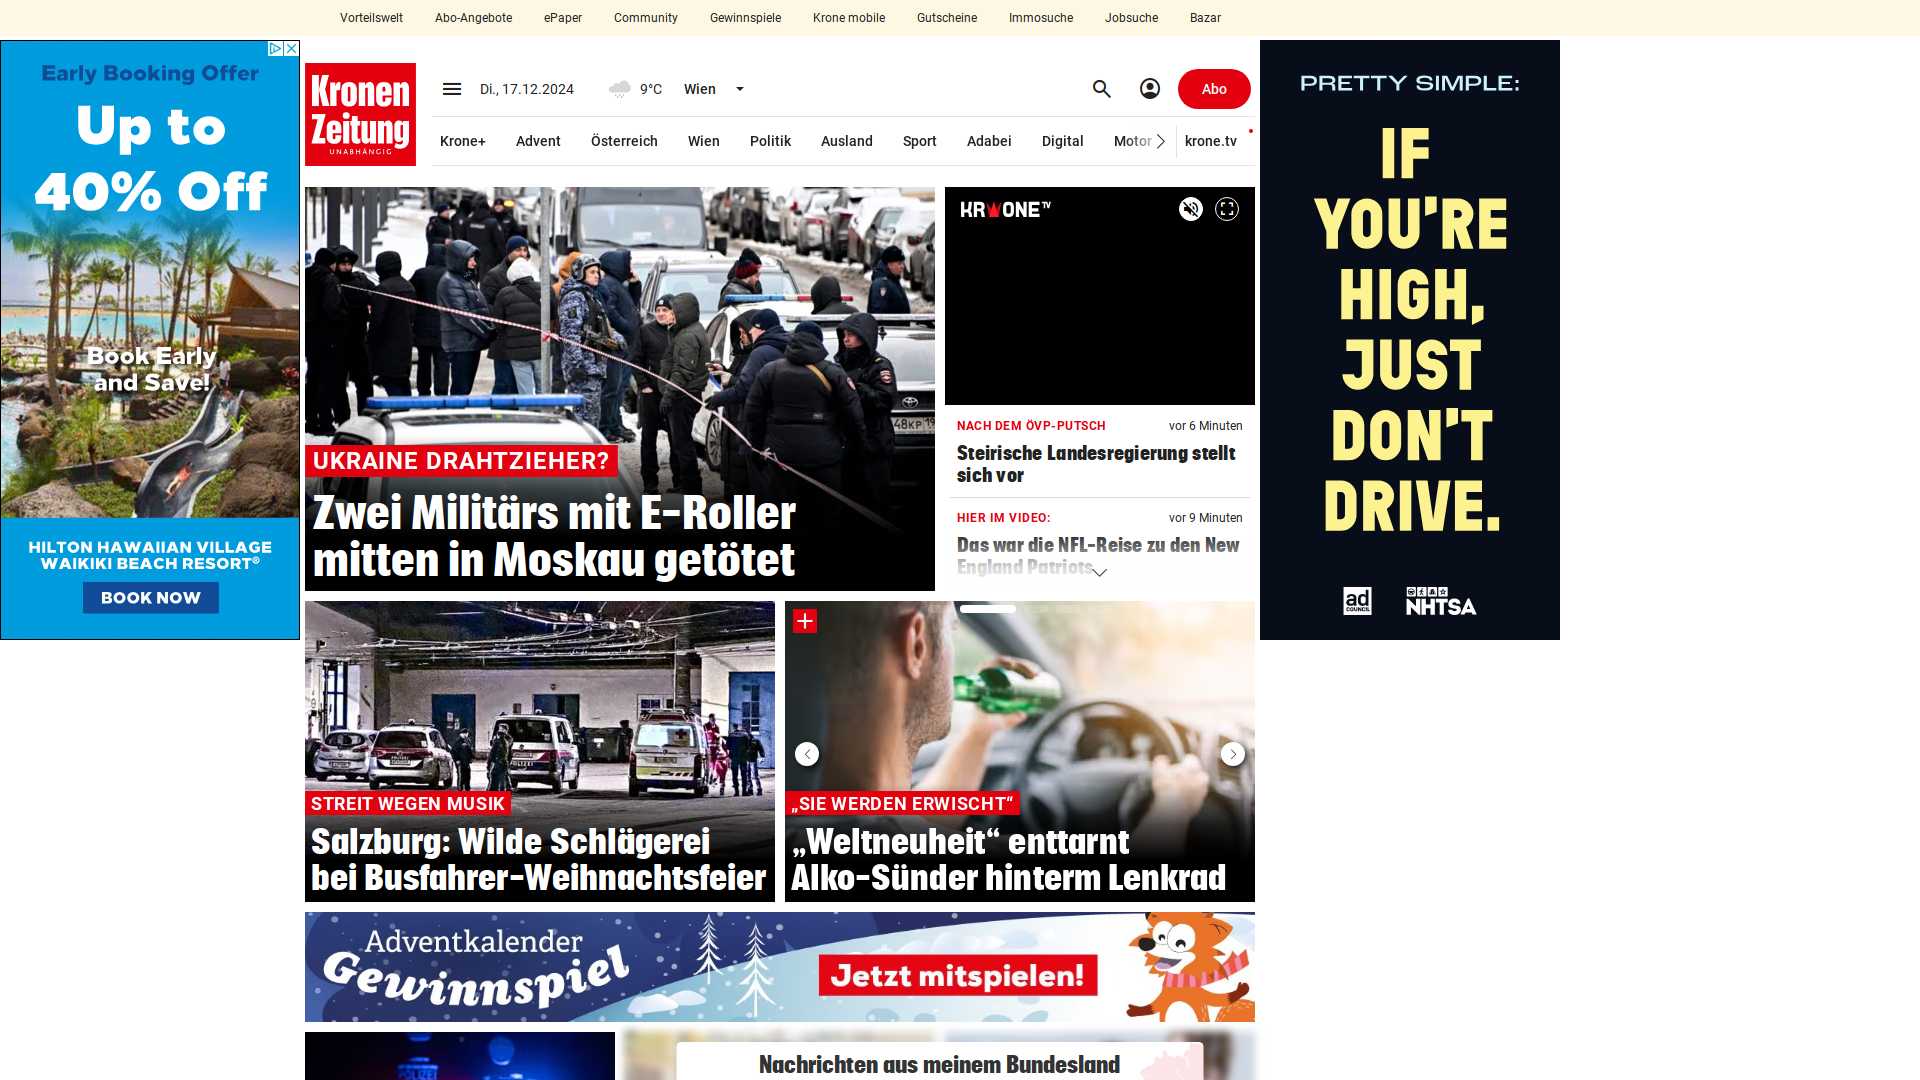 Vorteilswelt Abo-Angebote ePaper Community Gewinnspiele Krone mobile Gutscheine Immosuche Jobsuche Bazar
Early Booking Offer
Up to
40% Off
Book Early
and Save!
HILTON HAWAIIAN VILLAGE
WAIKIKI BEACH RESORT®
BOOK NOW
Kronen
Zeitung
UNABHÄNGIG
Di., 17.12.2024 9°C Wien Abo
Krone+ Advent Österreich Wien Politik Ausland Sport Adabei Digital Motor krone.tv
UKRAINE DRAHTZIEHER?
Zwei Militärs mit E-Roller
mitten in Moskau getötet
KRONE TV
NACH DEM ÖVP-PUTSCH vor 6 Minuten
Steirische Landesregierung stellt
sich vor
HIER IM VIDEO: vor 9 Minuten
Das war die NFL-Reise zu den New
England Patriots
STREIT WEGEN MUSIK
Salzburg: Wilde Schlägerei
bei Busfahrer-Weihnachtsfeier
„SIE WERDEN ERWISCHT“
„Weltneuheit“ enttarnt
Alko-Sünder hinterm Lenkrad
Adventkalender
Gewinnspiel
Jetzt mitspielen!
POLIZEI
Nachrichten aus meinem Bundesland
PRETTY SIMPLE:
IF
YOU'RE
HIGH,
JUST
DON'T
DRIVE.
ad
COUNCIL
NHTSA